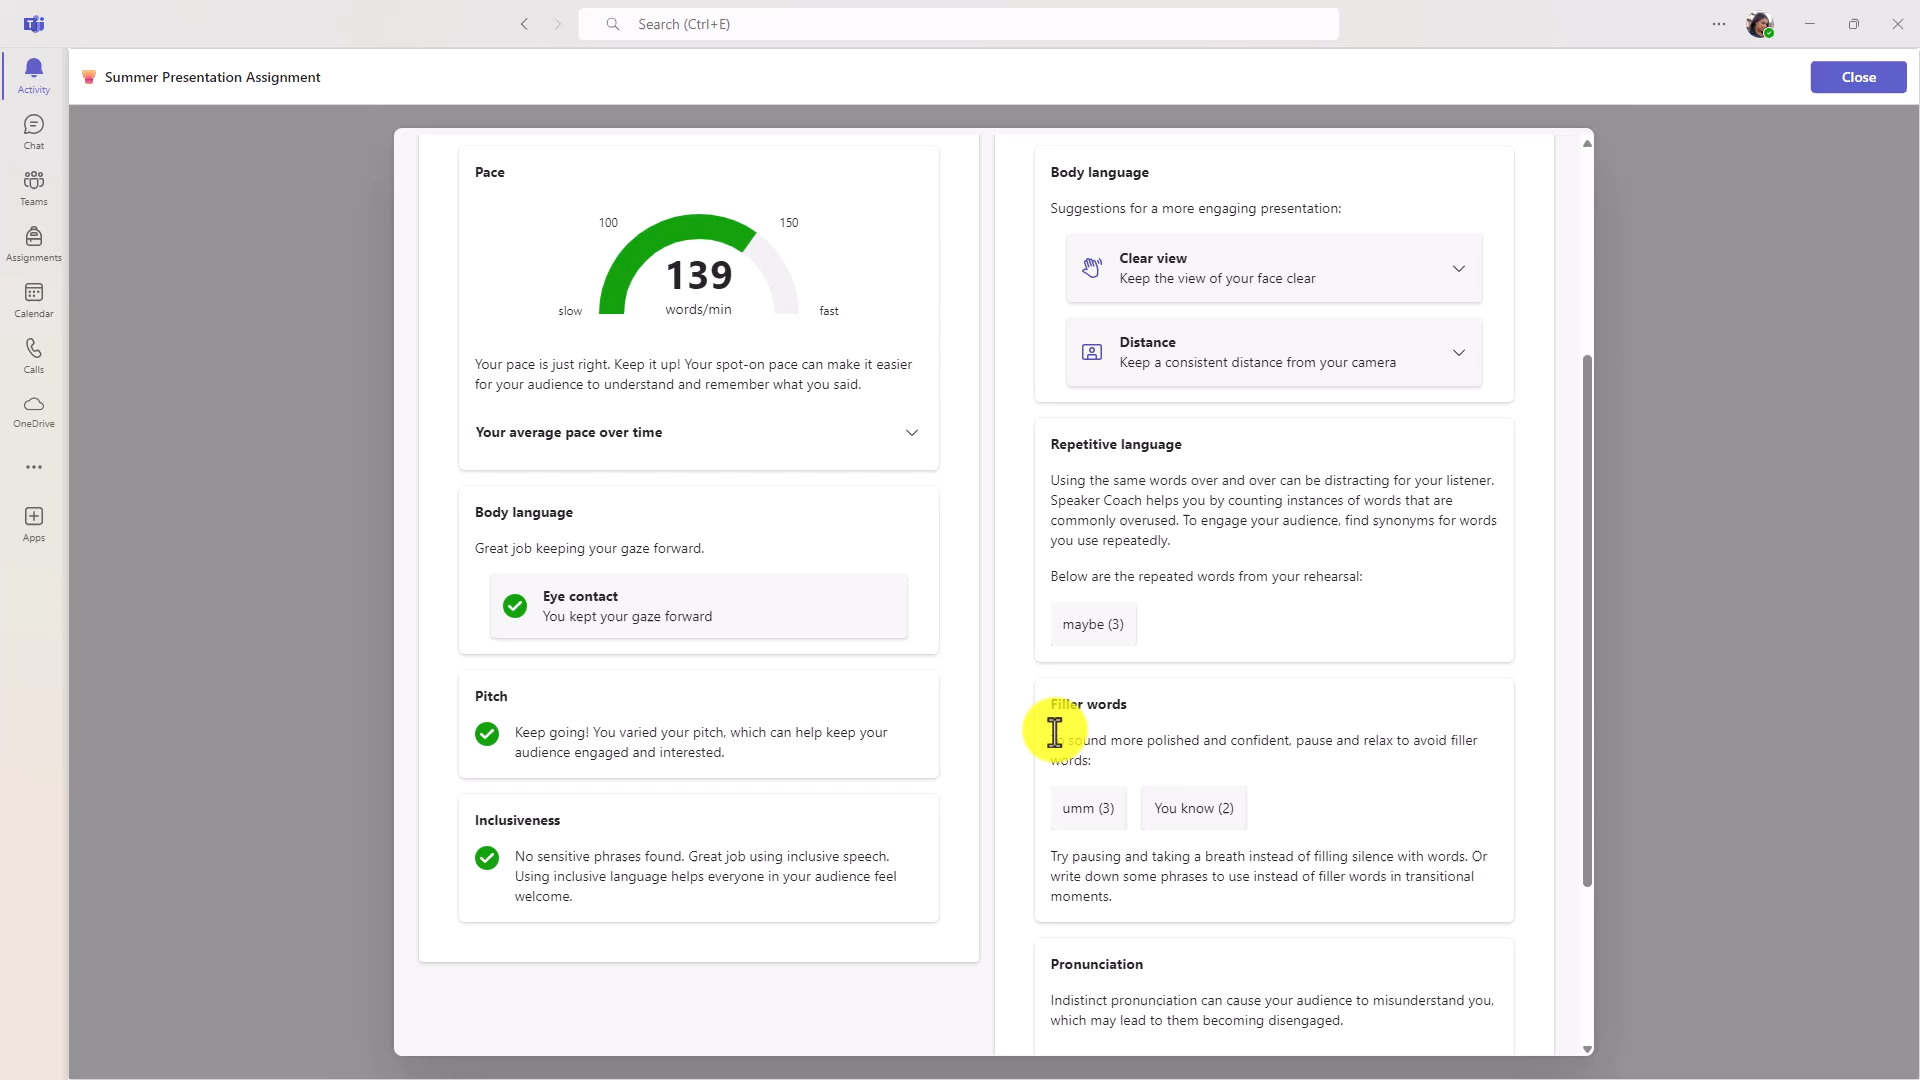 Search (Ctrl+E)
Activity
Chat
Teams
Assignments
Calendar
Calls
OneDrive
Apps
Summer Presentation Assignment
Close
Pace
100
150
139
words/min
slow
fast
Your pace is just right. Keep it up! Your spot-on pace can make it easier
for your audience to understand and remember what you said.
Your average pace over time
Body language
Great job keeping your gaze forward.
Eye contact
You kept your gaze forward
Pitch
Keep going! You varied your pitch, which can help keep your
audience engaged and interested.
Inclusiveness
No sensitive phrases found. Great job using inclusive speech.
Using inclusive language helps everyone in your audience feel
welcome.
Body language
Suggestions for a more engaging presentation:
Clear view
Keep the view of your face clear
Distance
Keep a consistent distance from your camera
Repetitive language
Using the same words over and over can be distracting for your listener.
Speaker Coach helps you by counting instances of words that are
commonly overused. To engage your audience, find synonyms for words
you use repeatedly.
Below are the repeated words from your rehearsal:
maybe (3)
Filler words
To sound more polished and confident, pause and relax to avoid filler
words:
umm (3)
You know (2)
Try pausing and taking a breath instead of filling silence with words. Or
write down some phrases to use instead of filler words in transitional
moments.
Pronunciation
Indistinct pronunciation can cause your audience to misunderstand you,
which may lead to them becoming disengaged.